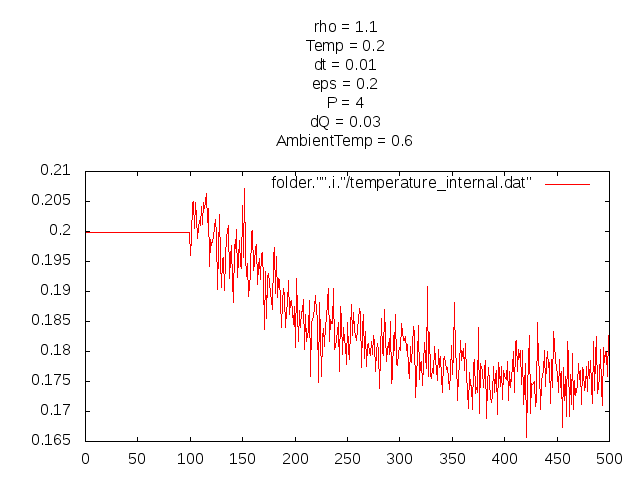 rho = 1.1
Temp = 0.2
dt = 0.01
eps = 0.2
P = 4
dQ = 0.03
AmbientTemp = 0.6
folder."".i."/temperature_internal.dat"
0.21
0.205
0.2
0.195
0.19
0.185
0.18
0.175
0.17
0.165
0 50 100 150 200 250 300 350 400 450 500